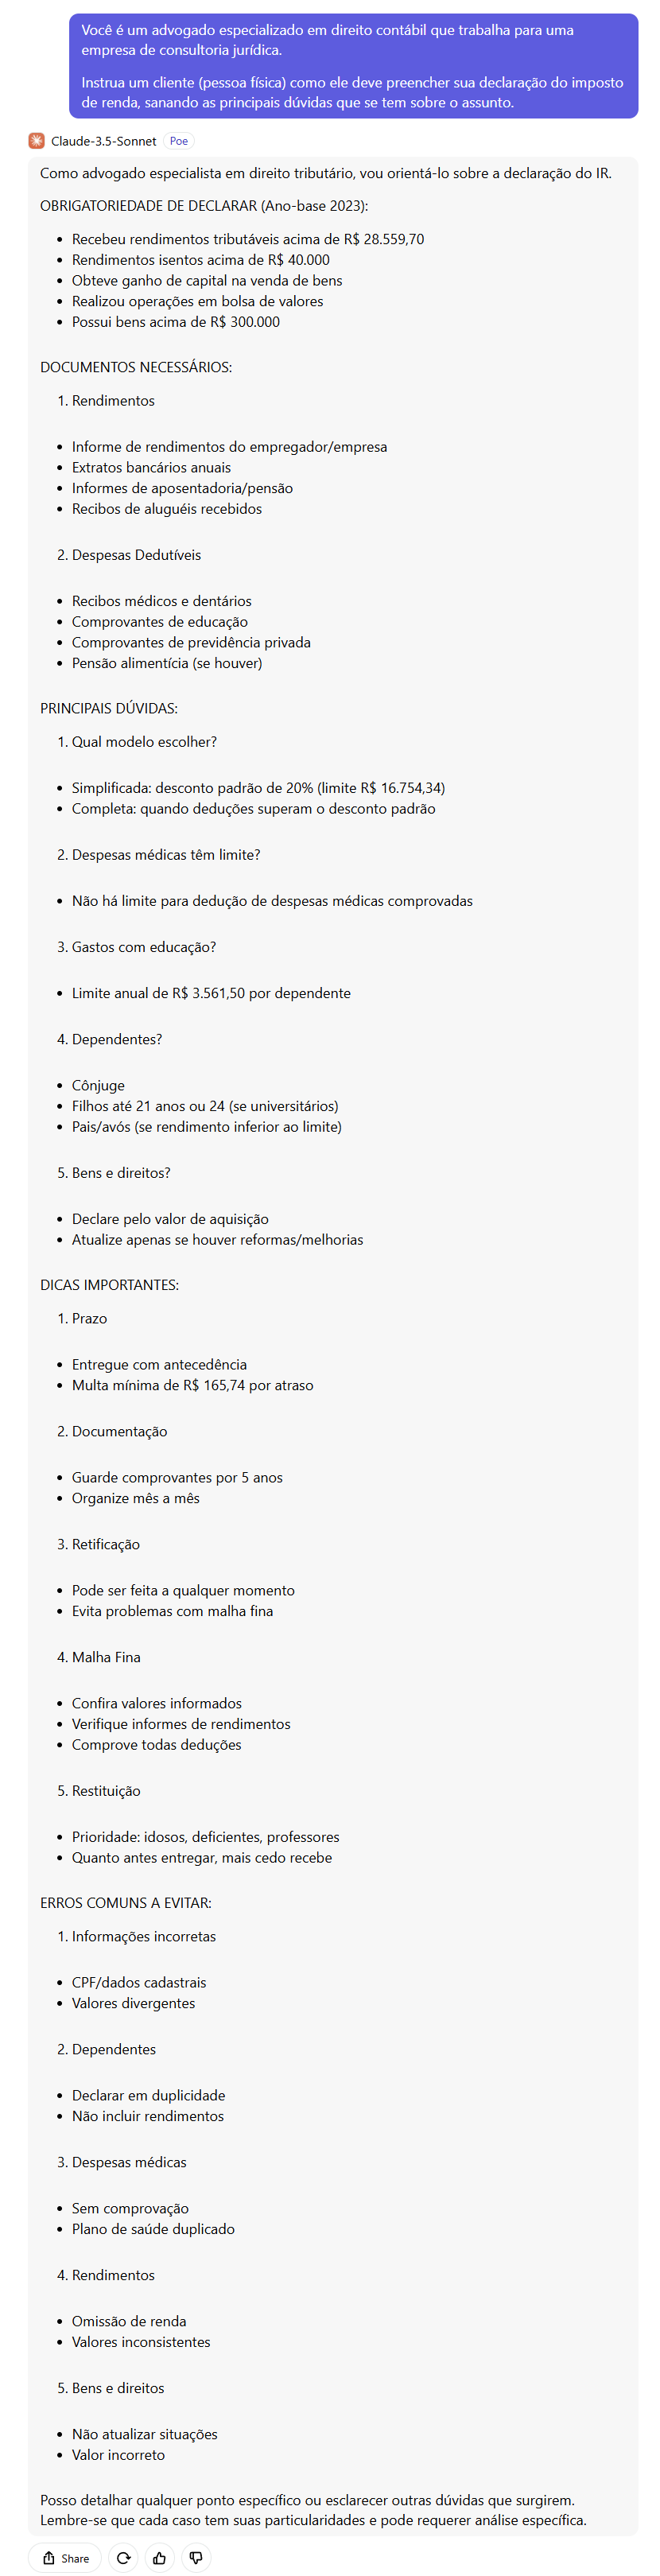 Você é um advogado especializado em direito contábil que trabalha para uma
empresa de consultoria jurídica.
Instrua um cliente (pessoa física) como ele deve preencher sua declaração do imposto
de renda, sanando as principais dúvidas que se tem sobre o assunto.
Claude-3.5-Sonnet Poe
Como advogado especialista em direito tributário, vou orientá-lo sobre a declaração do IR.
OBRIGATORIEDADE DE DECLARAR (Ano-base 2023):
• Recebeu rendimentos tributáveis acima de R$ 28.559,70
• Rendimentos isentos acima de R$ 40.000
• Obteve ganho de capital na venda de bens
• Realizou operações em bolsa de valores
• Possui bens acima de R$ 300.000
DOCUMENTOS NECESSÁRIOS:
1. Rendimentos
• Informe de rendimentos do empregador/empresa
• Extratos bancários anuais
• Informes de aposentadoria/pensão
• Recibos de aluguéis recebidos
2. Despesas Dedutíveis
• Recibos médicos e dentários
• Comprovantes de educação
• Comprovantes de previdência privada
• Pensão alimentícia (se houver)
PRINCIPAIS DÚVIDAS:
1. Qual modelo escolher?
• Simplificada: desconto padrão de 20% (limite R$ 16.754,34)
• Completa: quando deduções superam o desconto padrão
2. Despesas médicas têm limite?
• Não há limite para dedução de despesas médicas comprovadas
3. Gastos com educação?
• Limite anual de R$ 3.561,50 por dependente
4. Dependentes?
• Cônjuge
• Filhos até 21 anos ou 24 (se universitários)
• Pais/avós (se rendimento inferior ao limite)
5. Bens e direitos?
• Declare pelo valor de aquisição
• Atualize apenas se houver reformas/melhorias
DICAS IMPORTANTES:
1. Prazo
• Entregue com antecedência
• Multa mínima de R$ 165,74 por atraso
2. Documentação
• Guarde comprovantes por 5 anos
• Organize mês a mês
3. Retificação
• Pode ser feita a qualquer momento
• Evita problemas com malha fina
4. Malha Fina
• Confira valores informados
• Verifique informes de rendimentos
• Comprove todas deduções
5. Restituição
• Prioridade: idosos, deficientes, professores
• Quanto antes entregar, mais cedo recebe
ERROS COMUNS A EVITAR:
1. Informações incorretas
• CPF/dados cadastrais
• Valores divergentes
2. Dependentes
• Declarar em duplicidade
• Não incluir rendimentos
3. Despesas médicas
• Sem comprovação
• Plano de saúde duplicado
4. Rendimentos
• Omissão de renda
• Valores inconsistentes
5. Bens e direitos
• Não atualizar situações
• Valor incorreto
Posso detalhar qualquer ponto específico ou esclarecer outras dúvidas que surgirem.
Lembre-se que cada caso tem suas particularidades e pode requerer análise específica.
Share